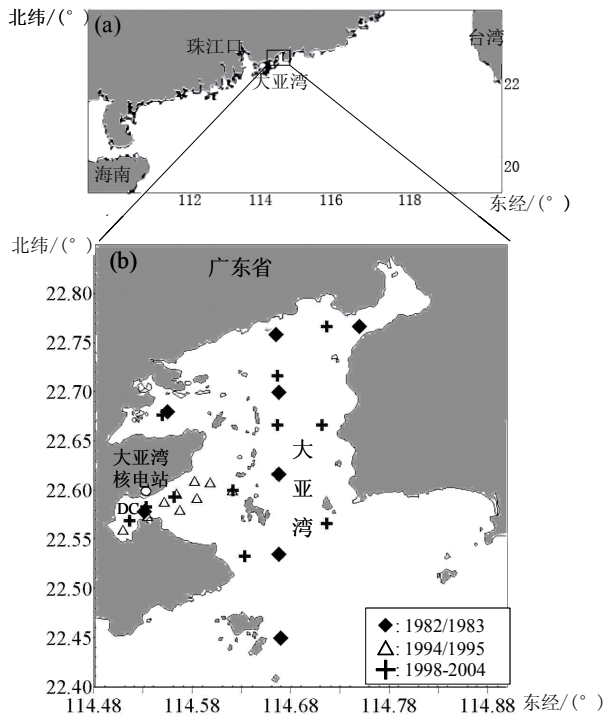 北纬/(°)
(a)
珠江口
台湾
大亚湾
22
20
海南
112 114 116 118
东经/(°)
北纬/(°)
(b)
广东省
22.80
22.75
22.70
22.65
大
亚
湾
大亚湾
核电站
22.60
DC
22.55
22.50
22.45
22.40
◆: 1982/1983
△: 1994/1995
+: 1998-2004
114.48 114.58 114.68 114.78 114.88 东经/(°)